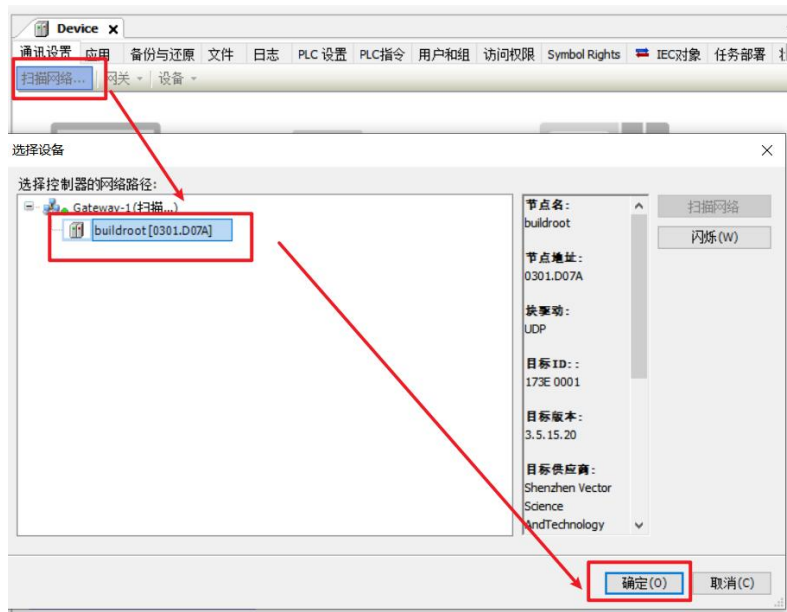 Device
通讯设置 应用 备份与还原 文件 日志 PLC 设置 PLC指令 用户和组 访问权限 Symbol Rights IEC对象 任务部署
扫描网络... 网关 设备
选择设备
选择控制器的网络路径:
Gateway-1(扫描...)
buildroot [0301.D07A]
节点名:
buildroot
节点地址:
0301.D07A
块驱动:
UDP
目标ID::
173E 0001
目标版本:
3.5.15.20
目标供应商:
Shenzhen Vector
Science
AndTechnology
扫描网络
闪烁(W)
确定(O)
取消(C)